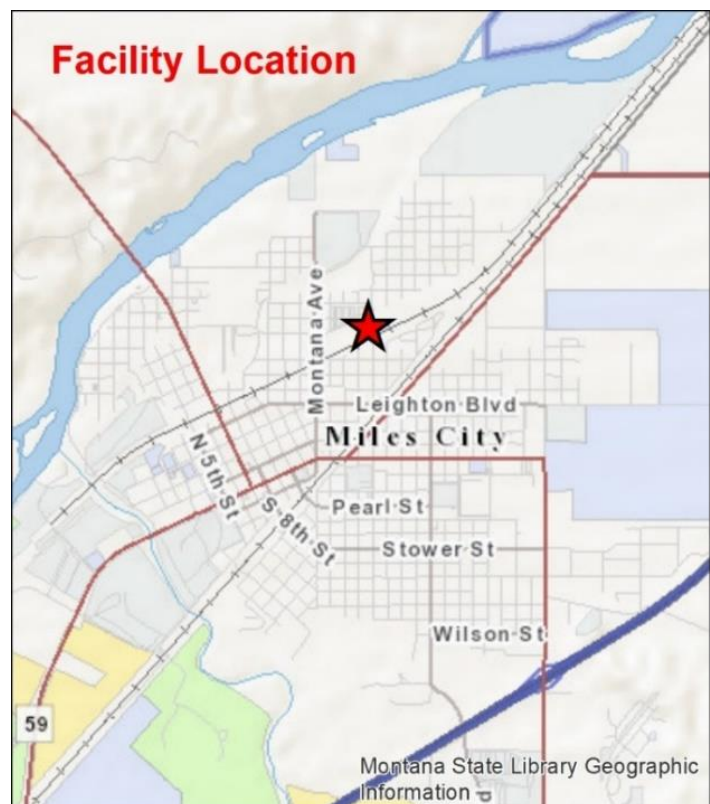 Facility Location
Montana Ave
Leighton Blvd
Miles City
N 5th St
S 8th St
Pearl St
Stower St
Wilson St
59
Montana State Library Geographic
Information
d